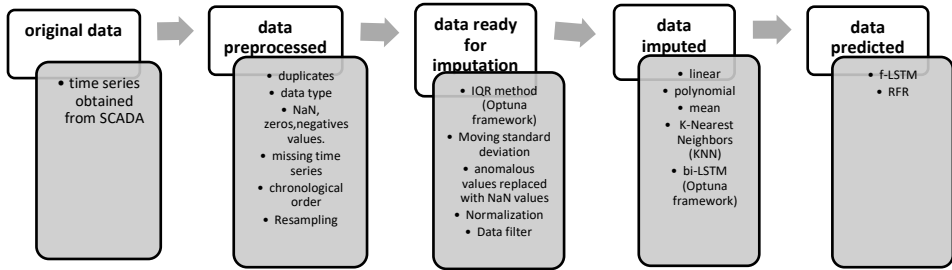 original data
• time series
obtained
from SCADA
data
preprocessed
• duplicates
• data type
• NaN,
zeros,negatives
values.
• missing time
series
• chronological
order
• Resampling
data ready
for
imputation
• IQR method
(Optuna
framework)
• Moving standard
deviation
• anomalous
values replaced
with NaN values
• Normalization
• Data filter
data
imputed
• linear
• polynomial
• mean
• K-Nearest
Neighbors
(KNN)
• bi-LSTM
(Optuna
framework)
data
predicted
• f-LSTM
• RFR